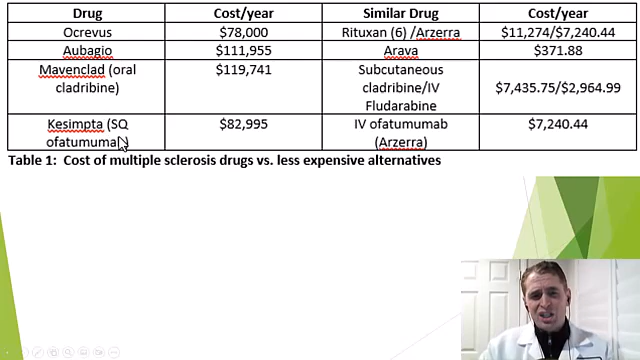 Drug Cost/year Similar Drug Cost/year
Ocrevus $78,000 Rituxan (6) /Arzerra $11,274/$7,240.44
Aubagio $111,955 Arava $371.88
Mavenclad (oral $119,741 Subcutaneous
cladribine) cladribine/IV $7,435.75/$2,964.99
Fludarabine
Kesimpta (SQ $82,995 IV ofatumumab $7,240.44
ofatumumab) (Arzerra)
Table 1: Cost of multiple sclerosis drugs vs. less expensive alternatives